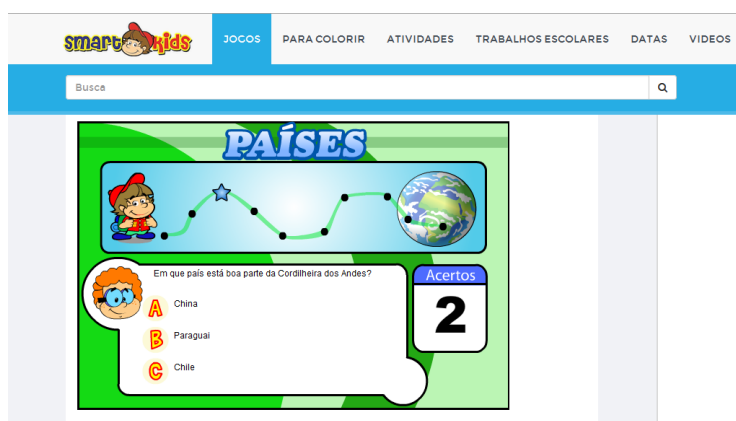 smart kids
JOGOS PARA COLORIR ATIVIDADES TRABALHOS ESCOLARES DATAS VIDEOS
Busca
PAÍSES
Em que país está boa parte da Cordilheira dos Andes?
A China
B Paraguai
C Chile
Acertos
2